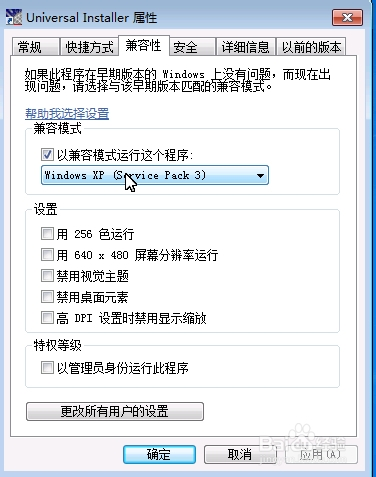 Universal Installer 属性
常规 快捷方式 兼容性 安全 详细信息 以前的版本
如果此程序在早期版本的 Windows 上没有问题，而现在出
现问题，请选择与该早期版本匹配的兼容模式。
帮助我选择设置
兼容模式
以兼容模式运行这个程序：
Windows XP (Service Pack 3)
设置
用 256 色运行
用 640 x 480 屏幕分辨率运行
禁用视觉主题
禁用桌面元素
高 DPI 设置时禁用显示缩放
特权等级
以管理员身份运行此程序
更改所有用户的设置
确定 取消 应用(A)